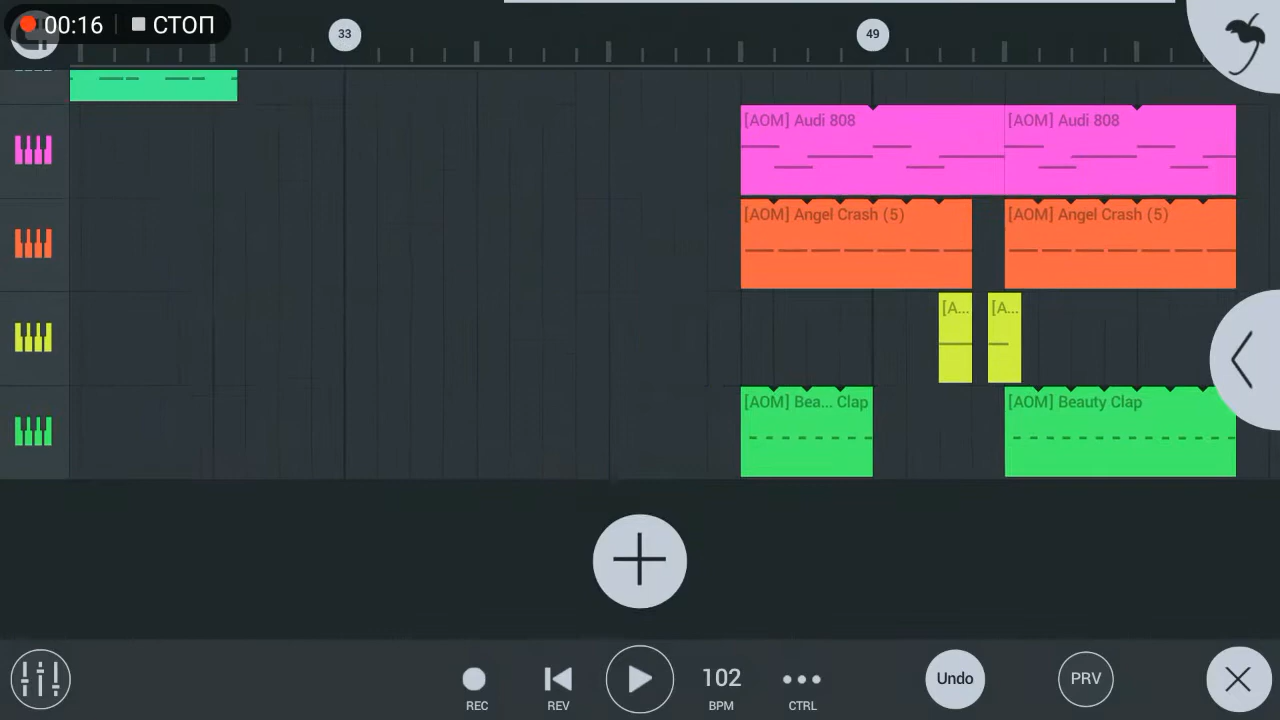 00:16 СТОП
33
49
[AOM] Audi 808
[AOM] Audi 808
[AOM] Angel Crash (5)
[AOM] Angel Crash (5)
[A...
[A...
[AOM] Bea... Clap
[AOM] Beauty Clap
102
Undo
PRV
REC
REV
BPM
CTRL